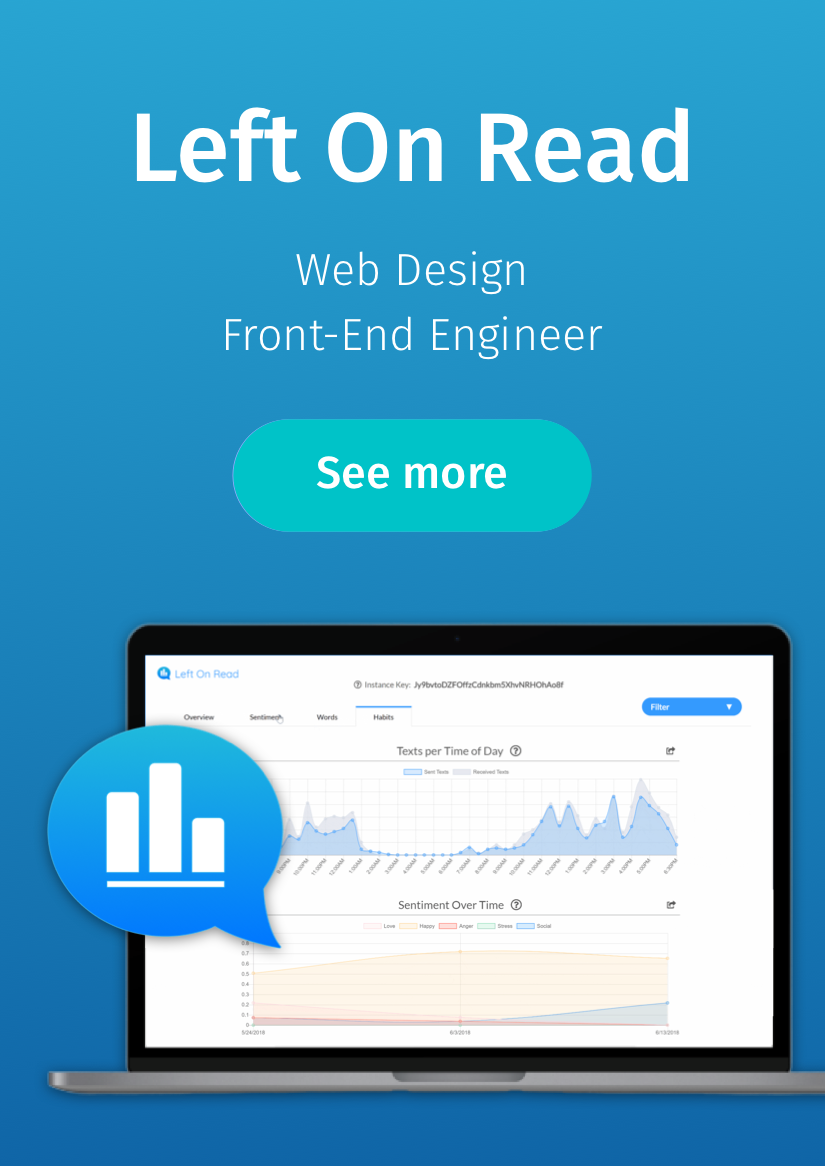 Left On Read
Web Design
Front-End Engineer
See more
Left On Read
Instance Key: Jy9bvtoDZFOffzCdnkbm5XhvNRHOhAo8f
Overview Sentiment Words Habits
Filter
Texts per Time of Day
Sent Texts Received Texts
9:00PM 10:00PM 11:00PM 12:00AM 1:00AM 2:00AM 3:00AM 4:00AM 5:00AM 6:00AM 7:00AM 8:00AM 9:00AM 10:00AM 11:00AM 12:00AM 1:00PM 2:00PM 3:00PM 4:00PM 5:00PM 6:30PM
Sentiment Over Time
Love Happy Anger Stress Social
0.8
0.7
0.6
0.5
0.4
0.3
0.2
0.1
0
5/24/2018 6/3/2018 6/13/2018